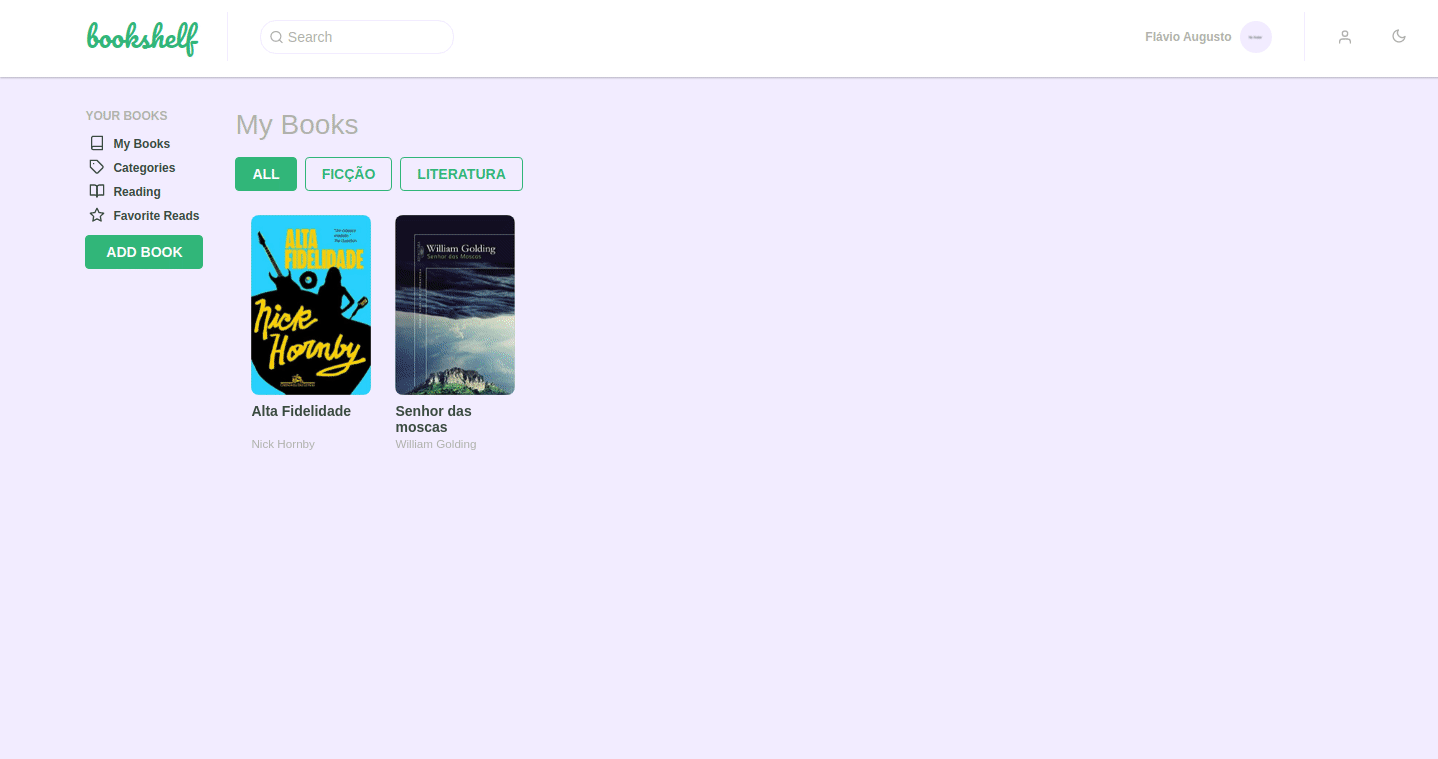 bookshelf
Search
Flávio Augusto
YOUR BOOKS
My Books
Categories
Reading
Favorite Reads
ADD BOOK
My Books
ALL
FICÇÃO
LITERATURA
ALTA
FIDELIDADE
Nick
Hornby
William Golding
Senhor das Moscas
Alta Fidelidade
Nick Hornby
Senhor das
moscas
William Golding